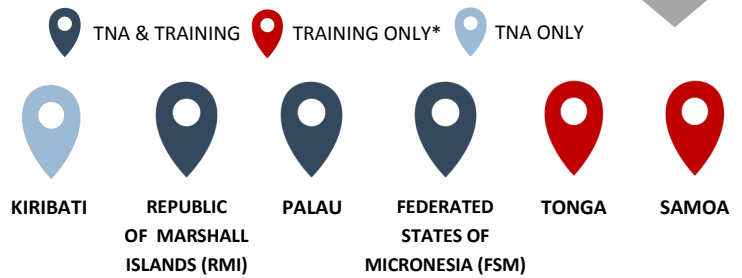 TNA & TRAINING TRAINING ONLY* TNA ONLY
KIRIBATI REPUBLIC PALAU FEDERATED TONGA SAMOA
OF MARSHALL STATES OF
ISLANDS (RMI) MICRONESIA (FSM)